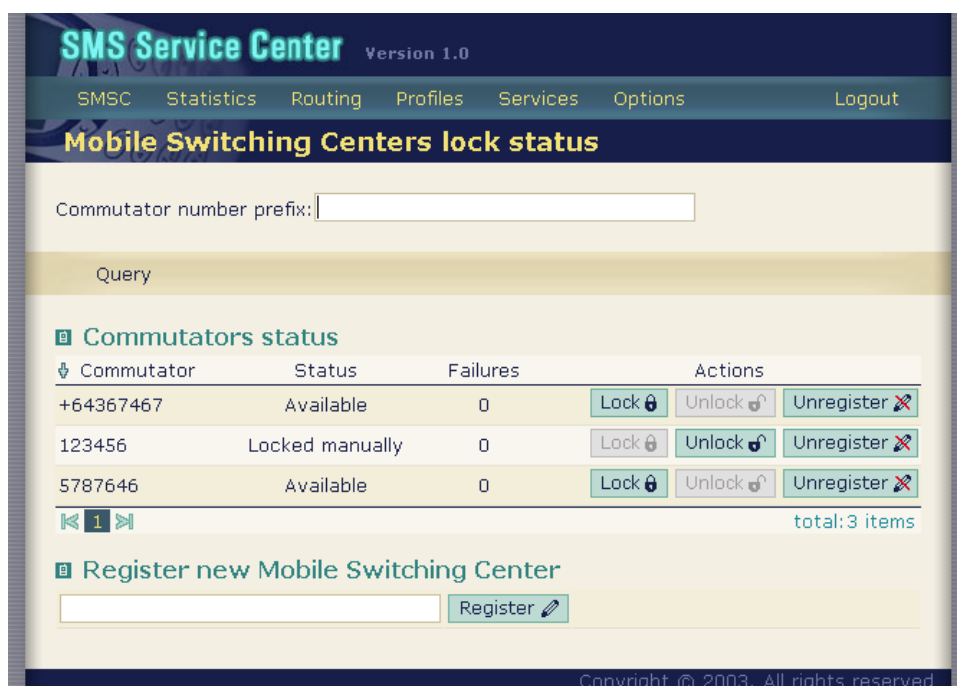 SMS Service Center Version 1.0
SMSC Statistics Routing Profiles Services Options Logout
Mobile Switching Centers lock status
Commutator number prefix:
Query
Commutators status
Commutator Status Failures Actions
+64367467 Available 0 Lock Unlock Unregister
123456 Locked manually 0 Lock Unlock Unregister
5787646 Available 0 Lock Unlock Unregister
1 total: 3 items
Register new Mobile Switching Center
Register
Copyright © 2003. All rights reserved